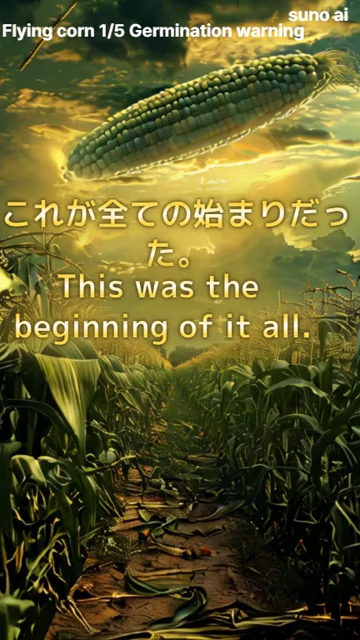 suno ai
Flying corn 1/5 Germination warning
これが全ての始まりだっ
た。
This was the
beginning of it all.